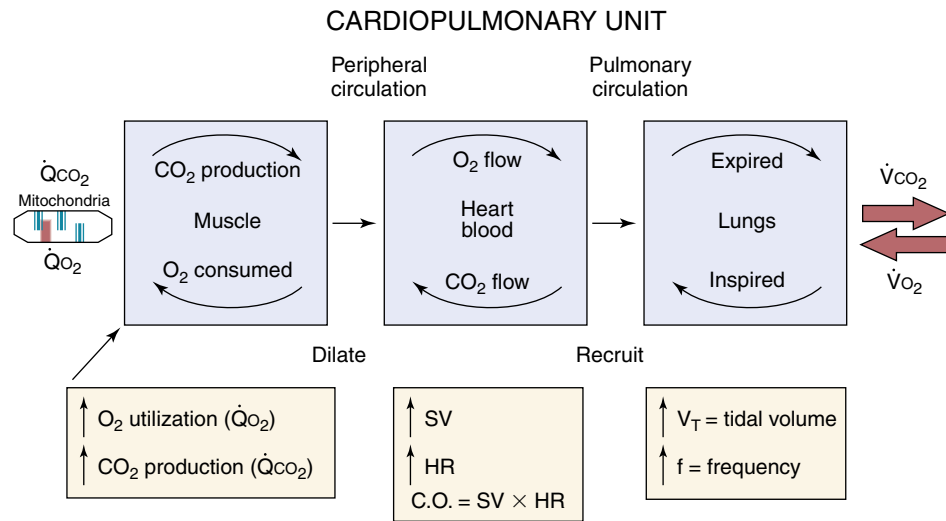 CARDIOPULMONARY UNIT
Peripheral
circulation
Pulmonary
circulation
Q̇CO₂
Mitochondria
Q̇O₂
CO₂ production
Muscle
O₂ consumed
O₂ flow
Heart
blood
CO₂ flow
Expired
Lungs
Inspired
V̇CO₂
V̇O₂
Dilate
Recruit
↑ O₂ utilization (Q̇O₂)
↑ CO₂ production (Q̇CO₂)
↑ SV
↑ HR
C.O. = SV × HR
↑ V_T = tidal volume
↑ f = frequency